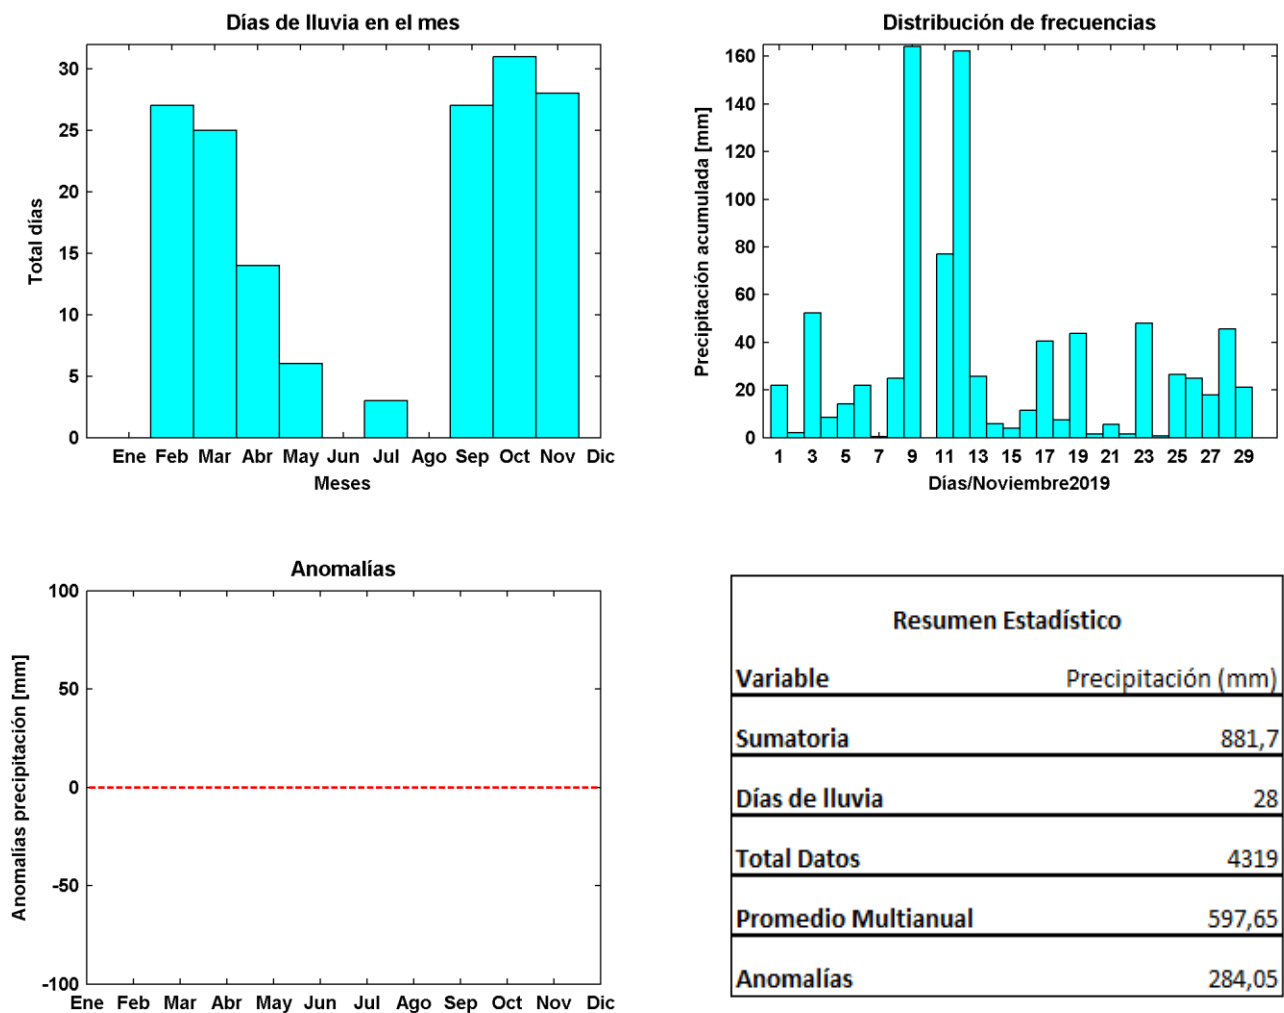 Días de lluvia en el mes
Total días
30
25
20
15
10
5
0
Ene Feb Mar Abr May Jun Jul Ago Sep Oct Nov Dic
Meses
Distribución de frecuencias
Precipitación acumulada [mm]
160
140
120
100
80
60
40
20
0
1 3 5 7 9 11 13 15 17 19 21 23 25 27 29
Días/Noviembre2019
Anomalías
Anomalías precipitación [mm]
100
50
0
-50
-100
Ene Feb Mar Abr May Jun Jul Ago Sep Oct Nov Dic
Resumen Estadístico
Variable Precipitación (mm)
Sumatoria 881,7
Días de lluvia 28
Total Datos 4319
Promedio Multianual 597,65
Anomalías 284,05